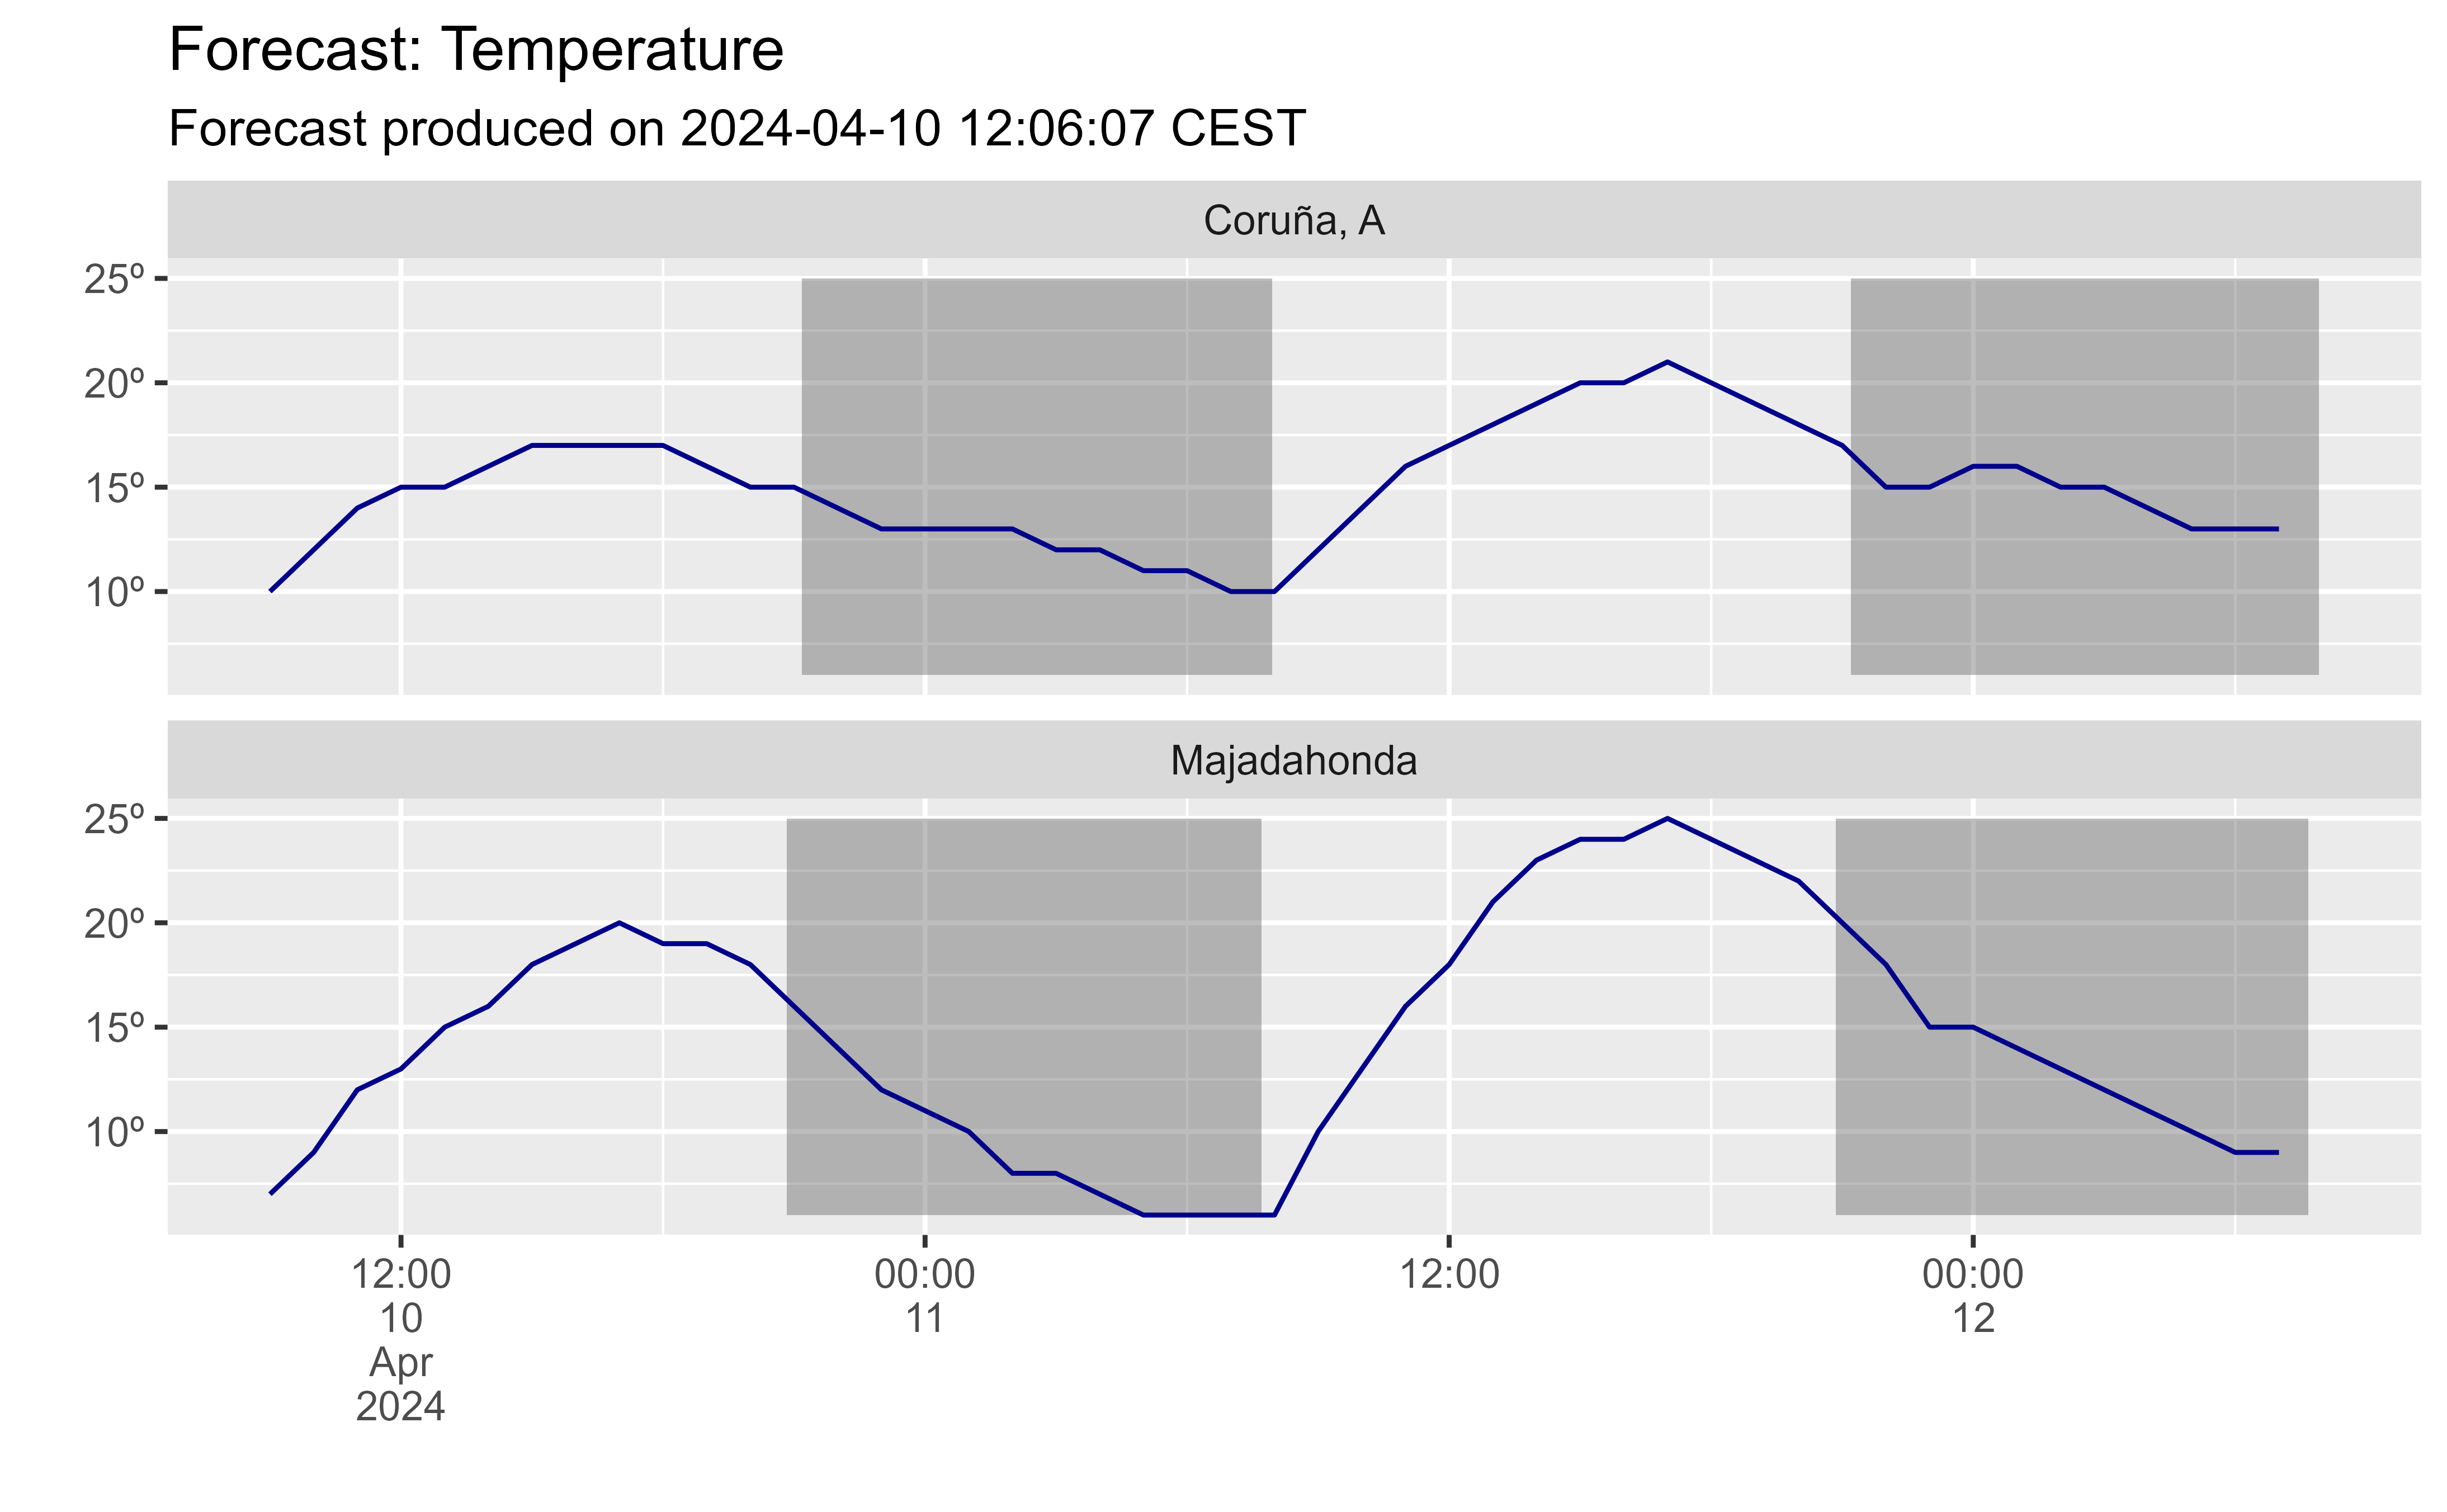 Forecast: Temperature
Forecast produced on 2024-04-10 12:06:07 CEST
Coruña, A
25º
20º
15º
10º
Majadahonda
25º
20º
15º
10º
12:00 00:00 12:00 00:00
10 11 12
Apr
2024